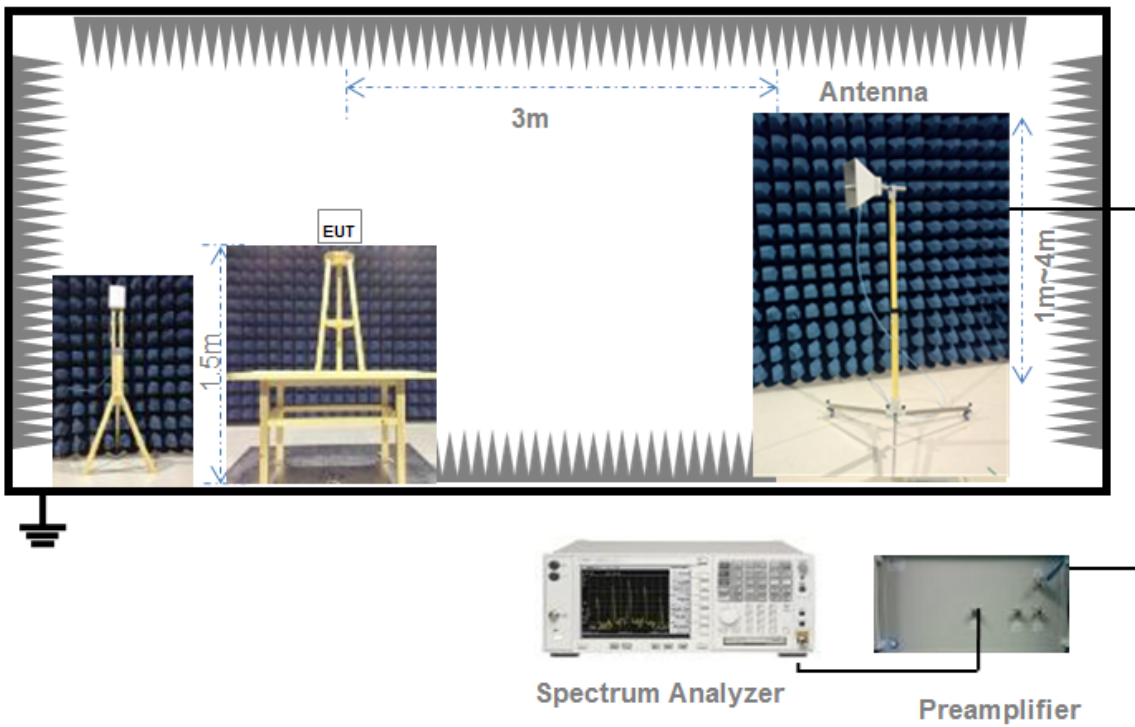 Antenna
3m
EUT
1.5m
1m~4m
Spectrum Analyzer
Preamplifier